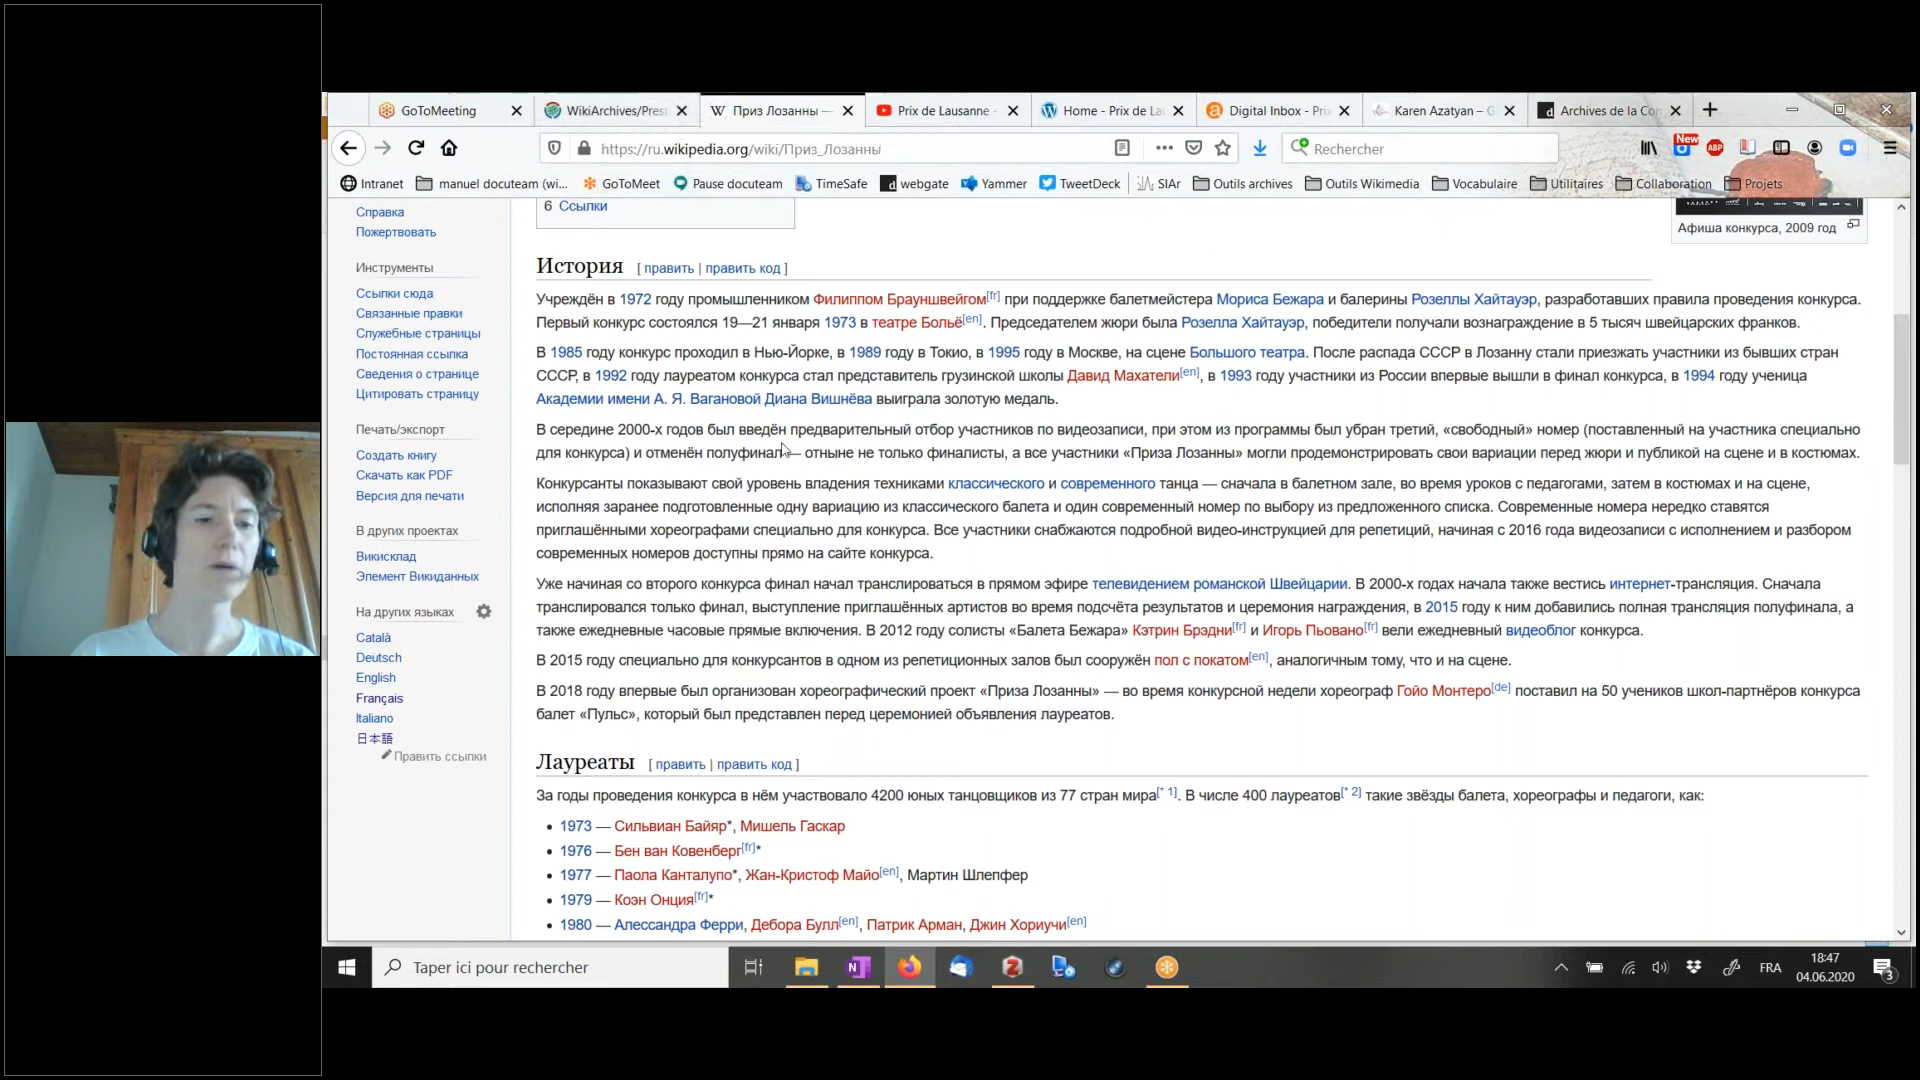 GoToMeeting
WikiArchives/Prest
Приз Лозанны —
Prix de Lausanne -
Home - Prix de La
Digital Inbox - Pri
Karen Azatyan – G
Archives de la Co
https://ru.wikipedia.org/wiki/Приз_Лозанны
Rechercher
New
ABP
Intranet
manuel docuteam (wi...
GoToMeet
Pause docuteam
TimeSafe
webgate
Yammer
TweetDeck
SIAr
Outils archives
Outils Wikimedia
Vocabulaire
Utilitaires
Collaboration
Projets
Справка
Пожертвовать
Инструменты
Ссылки сюда
Связанные правки
Служебные страницы
Постоянная ссылка
Сведения о странице
Цитировать страницу
Печать/экспорт
Создать книгу
Скачать как PDF
Версия для печати
В других проектах
Викисклад
Элемент Викиданных
На других языках
Català
Deutsch
English
Français
Italiano
日本語
Править ссылки
6 Ссылки
Афиша конкурса, 2009 год
История [ править | править код ]
Учреждён в 1972 году промышленником Филиппом Брауншвейгом[fr] при поддержке балетмейстера Мориса Бежара и балерины Розеллы Хайтауэр, разработавших правила проведения конкурса.
Первый конкурс состоялся 19—21 января 1973 в театре Больё[en]. Председателем жюри была Розелла Хайтауэр, победители получали вознаграждение в 5 тысяч швейцарских франков.
В 1985 году конкурс проходил в Нью-Йорке, в 1989 году в Токио, в 1995 году в Москве, на сцене Большого театра. После распада СССР в Лозанну стали приезжать участники из бывших стран
СССР, в 1992 году лауреатом конкурса стал представитель грузинской школы Давид Махатели[en], в 1993 году участники из России впервые вышли в финал конкурса, в 1994 году ученица
Академии имени А. Я. Вагановой Диана Вишнёва выиграла золотую медаль.
В середине 2000-х годов был введён предварительный отбор участников по видеозаписи, при этом из программы был убран третий, «свободный» номер (поставленный на участника специально
для конкурса) и отменён полуфинал — отныне не только финалисты, а все участники «Приза Лозанны» могли продемонстрировать свои вариации перед жюри и публикой на сцене и в костюмах.
Конкурсанты показывают свой уровень владения техниками классического и современного танца — сначала в балетном зале, во время уроков с педагогами, затем в костюмах и на сцене,
исполняя заранее подготовленные одну вариацию из классического балета и один современный номер по выбору из предложенного списка. Современные номера нередко ставятся
приглашёнными хореографами специально для конкурса. Все участники снабжаются подробной видео-инструкцией для репетиций, начиная с 2016 года видеозаписи с исполнением и разбором
современных номеров доступны прямо на сайте конкурса.
Уже начиная со второго конкурса финал начал транслироваться в прямом эфире телевидением романской Швейцарии. В 2000-х годах начала также вестись интернет-трансляция. Сначала
транслировался только финал, выступление приглашённых артистов во время подсчёта результатов и церемония награждения, в 2015 году к ним добавились полная трансляция полуфинала, а
также ежедневные часовые прямые включения. В 2012 году солисты «Балета Бежара» Кэтрин Брэдни[fr] и Игорь Пьовано[fr] вели ежедневный видеоблог конкурса.
В 2015 году специально для конкурсантов в одном из репетиционных залов был сооружён пол с покатом[en], аналогичным тому, что и на сцене.
В 2018 году впервые был организован хореографический проект «Приза Лозанны» — во время конкурсной недели хореограф Гойо Монтеро[de] поставил на 50 учеников школ-партнёров конкурса
балет «Пульс», который был представлен перед церемонией объявления лауреатов.
Лауреаты [ править | править код ]
За годы проведения конкурса в нём участвовало 4200 юных танцовщиков из 77 стран мира[* 1]. В числе 400 лауреатов[* 2] такие звёзды балета, хореографы и педагоги, как:
• 1973 — Сильвиан Байяр*, Мишель Гаскар
• 1976 — Бен ван Ковенберг[fr]*
• 1977 — Паола Канталупо*, Жан-Кристоф Майо[en], Мартин Шлепфер
• 1979 — Коэн Онция[fr]*
• 1980 — Алессандра Ферри, Дебора Булл[en], Патрик Арман, Джин Хориучи[en]
Taper ici pour rechercher
FRA
18:47
04.06.2020
3